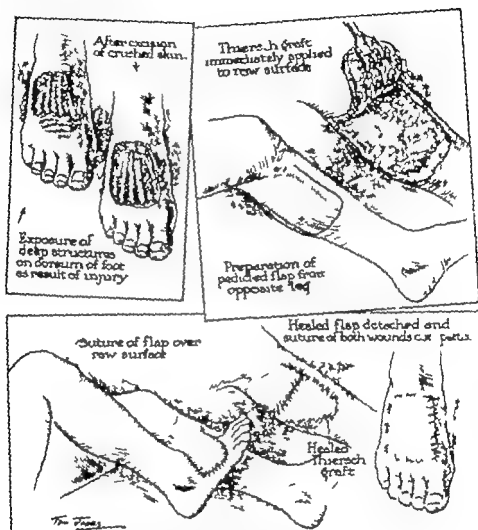 After excision
of crushed skin.
Exposure of
deep structures
on dorsum of foot
as result of injury
Thiersch graft
immediately applied
to raw surface
Preparation of
pedicled flap from
opposite leg
Suture of flap over
raw surface
Healed flap detached and
suture of both wounds
Healed
Thiersch
graft
Tom Jones